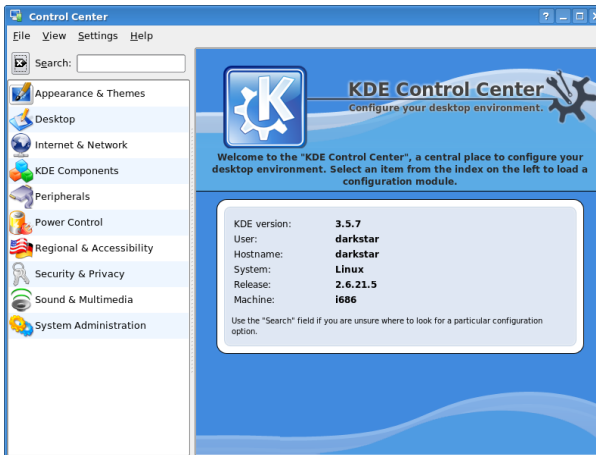 Control Center
File View Settings Help
Search:
Appearance & Themes
Desktop
Internet & Network
KDE Components
Peripherals
Power Control
Regional & Accessibility
Security & Privacy
Sound & Multimedia
System Administration
KDE Control Center
Configure your desktop environment.
Welcome to the "KDE Control Center", a central place to configure your
desktop environment. Select an item from the index on the left to load a
configuration module.
KDE version: 3.5.7
User: darkstar
Hostname: darkstar
System: Linux
Release: 2.6.21.5
Machine: i686
Use the "Search" field if you are unsure where to look for a particular configuration
option.